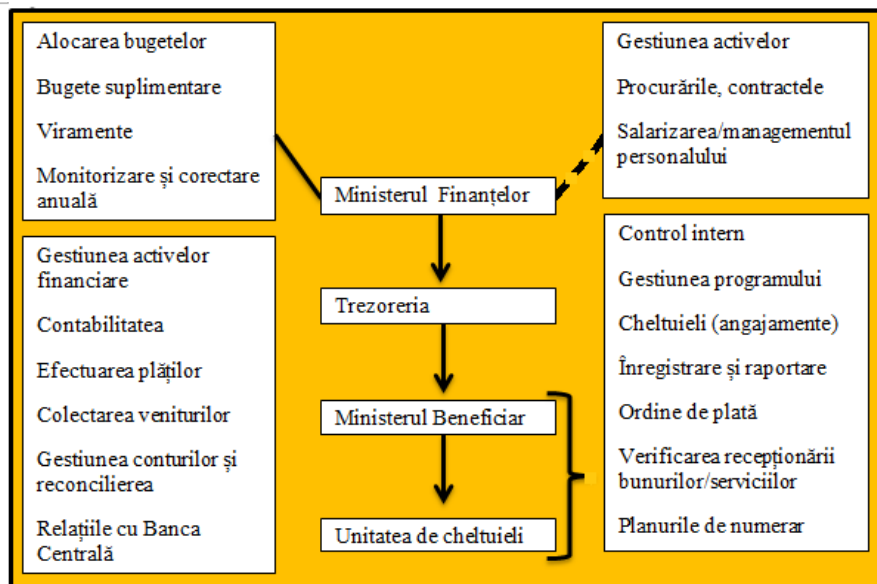 Alocarea bugetelor
Bugete suplimentare
Viramente
Monitorizare și corectare
anuală
Gestiunea activelor
Procurările, contractele
Salarizarea/managementul
personalului
Ministerul Finanțelor
Gestiunea activelor
financiare
Contabilitatea
Efectuarea plăților
Colectarea veniturilor
Gestiunea conturilor și
reconcilierea
Relațiile cu Banca
Centrală
Trezoreria
Ministerul Beneficiar
Unitatea de cheltuieli
Control intern
Gestiunea programului
Cheltuieli (angajamente)
Înregistrare și raportare
Ordine de plată
Verificarea recepționării
bunurilor/serviciilor
Planurile de numerar